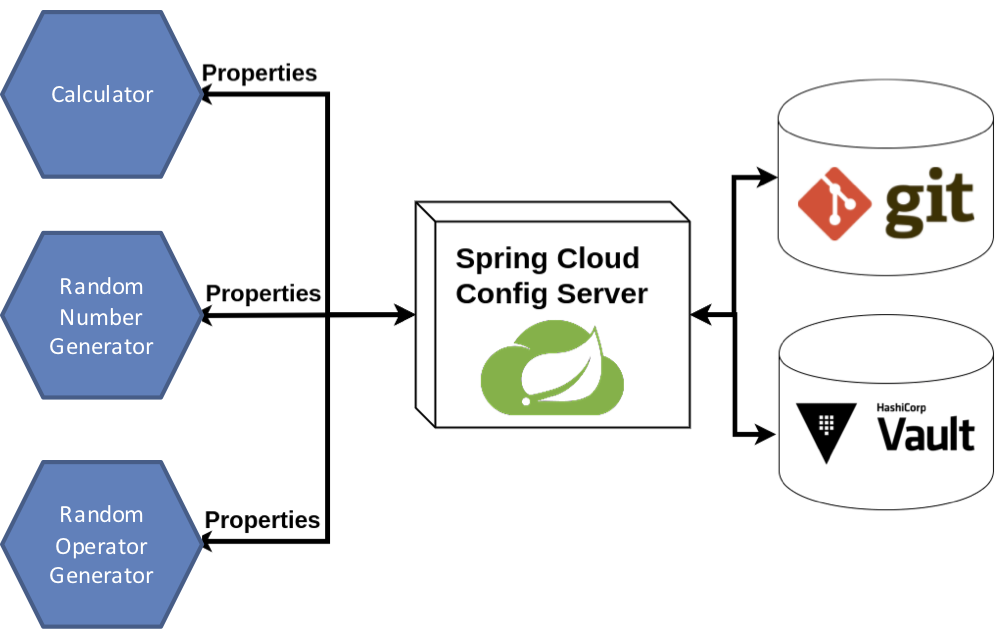 Properties
Calculator
Spring Cloud
Config Server
git
Random
Number
Generator
Properties
HashiCorp
Vault
Random
Operator
Generator
Properties